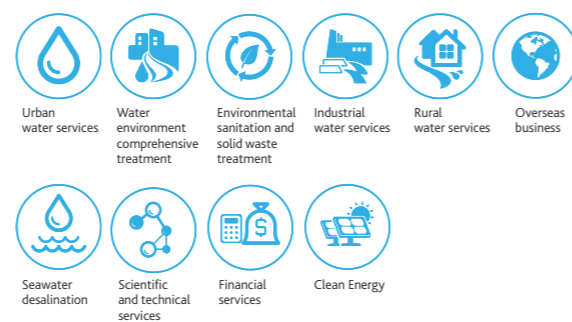 Urban
water services
Water
environment
comprehensive
treatment
Environmental
sanitation and
solid waste
treatment
Industrial
water services
Rural
water services
Overseas
business
Seawater
desalination
Scientific
and technical
services
Financial
services
Clean Energy